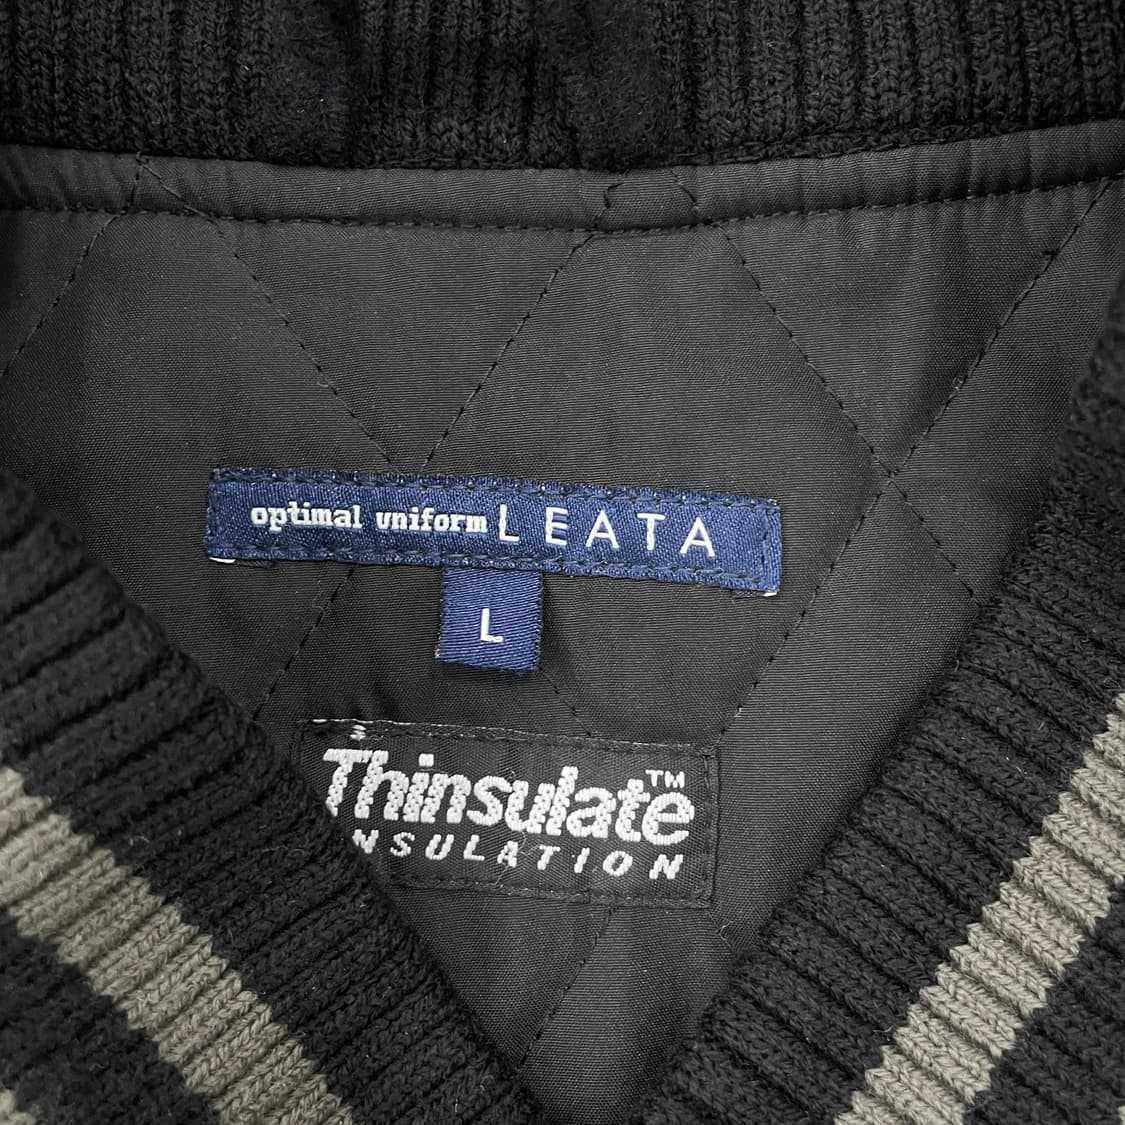 optimal uniform LEATA
L
Thinsulate™
NSULATION